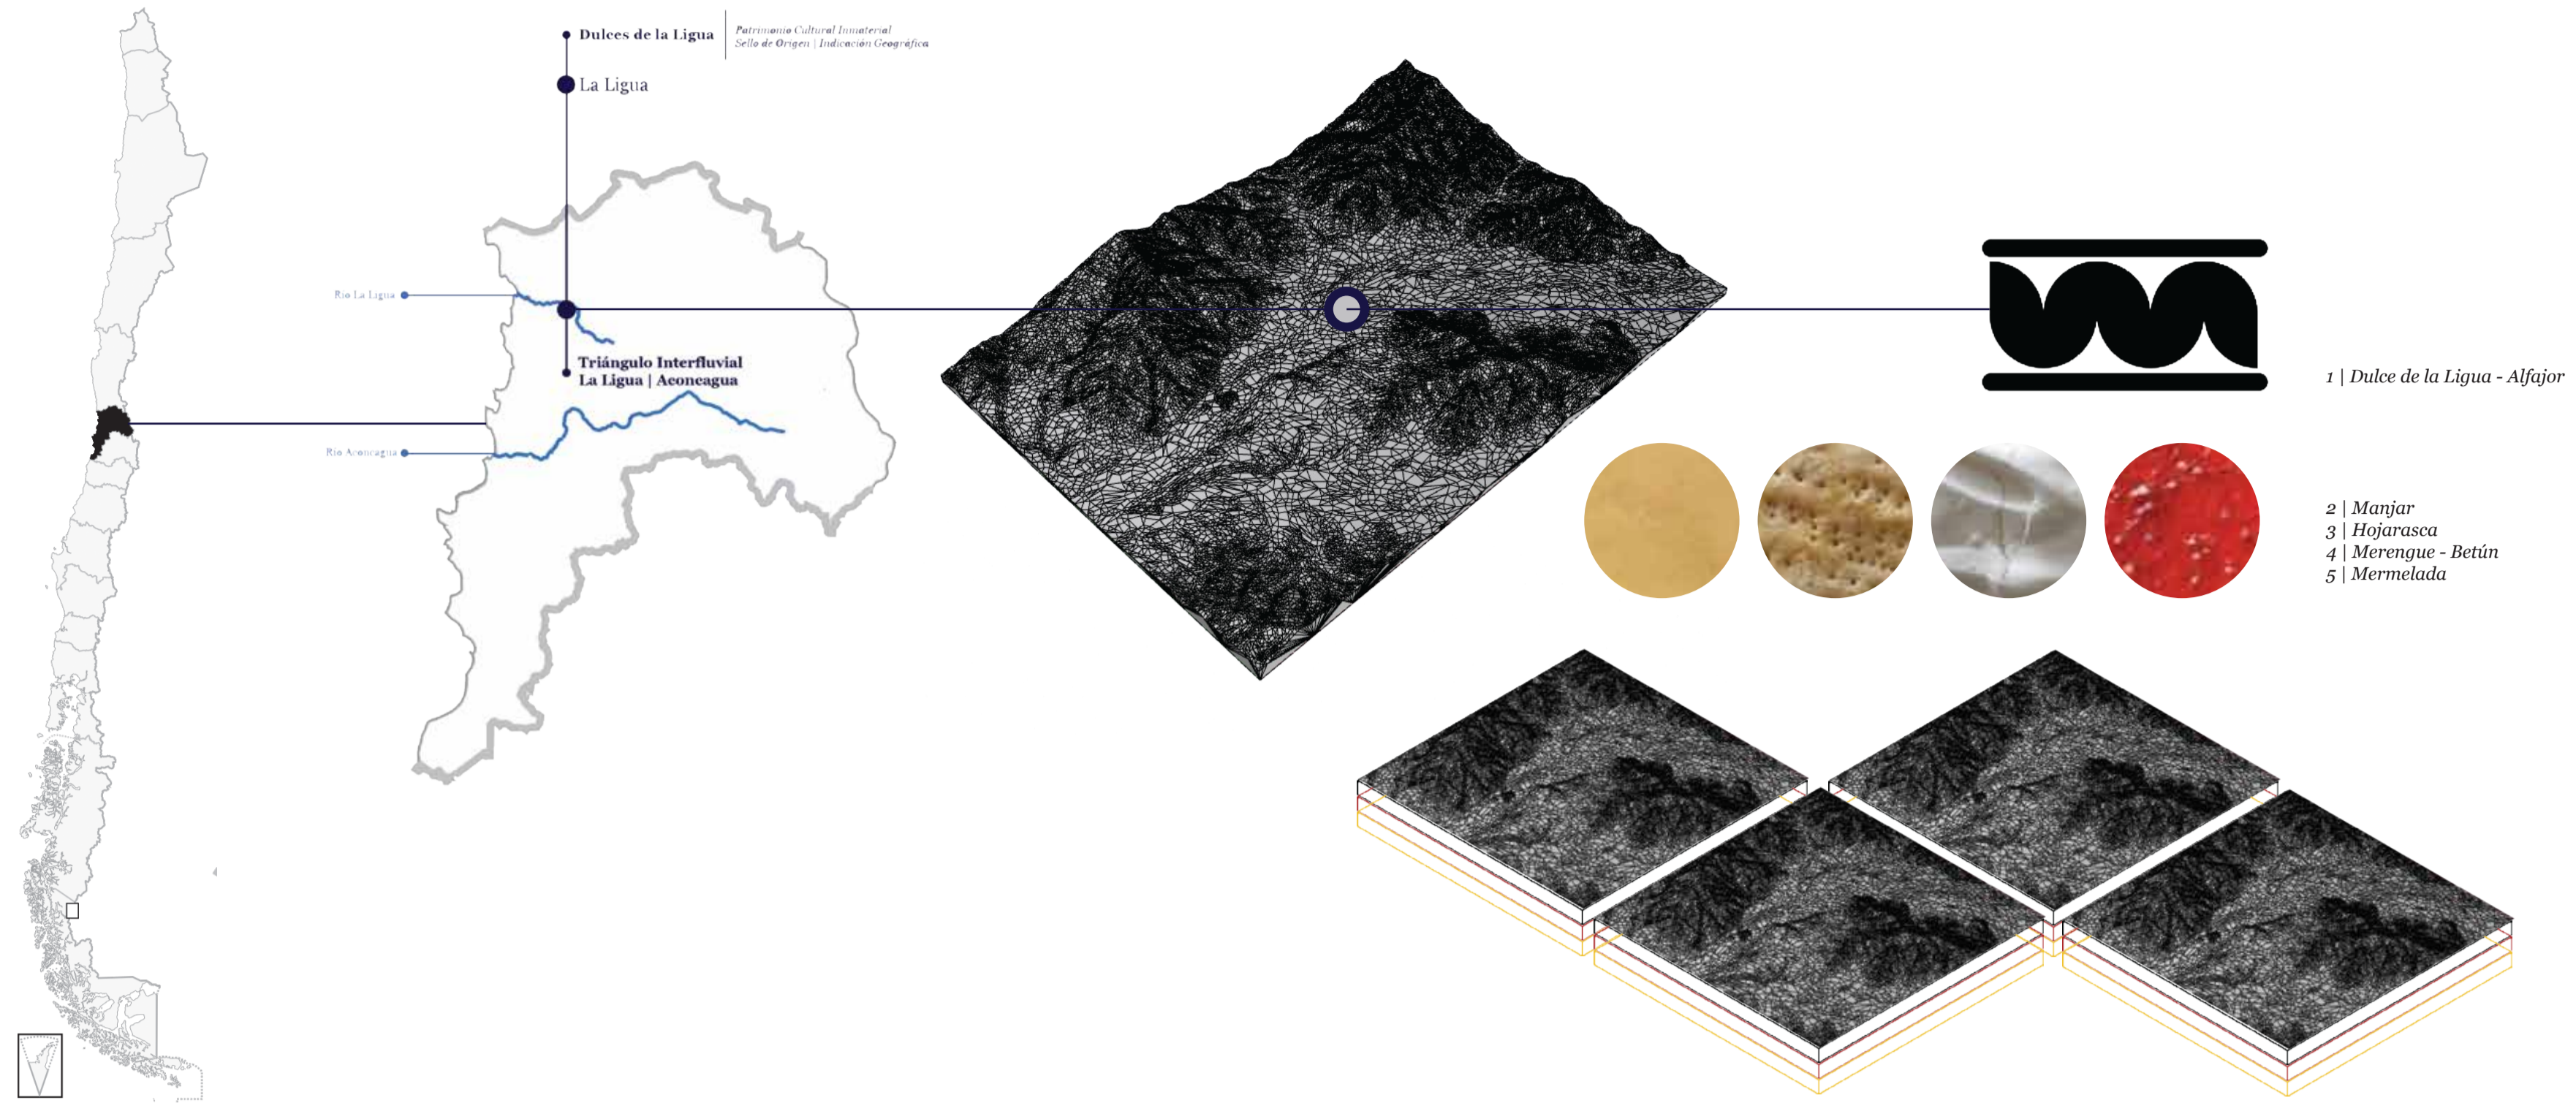 Dulces de la Ligua
Patrimonio Cultural Inmaterial
Sello de Origen | Indicación Geográfica
La Ligua
Río La Ligua
Triángulo Interfluvial
La Ligua | Aconcagua
Río Aconcagua
1 | Dulce de la Ligua - Alfajor
2 | Manjar
3 | Hojarasca
4 | Merengue - Betún
5 | Mermelada